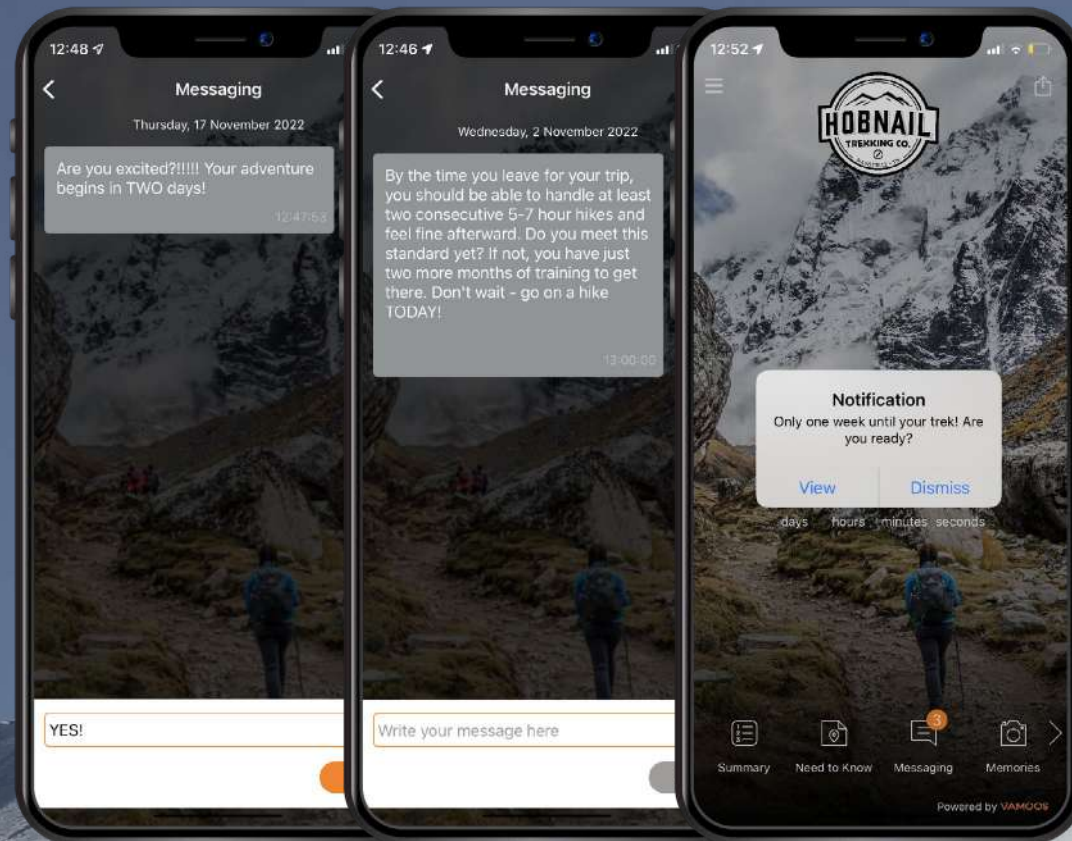 12:48
Messaging
Thursday, 17 November 2022
Are you excited?!!!!! Your adventure
begins in TWO days!
12:47:53
YES!
12:46
Messaging
Wednesday, 2 November 2022
By the time you leave for your trip,
you should be able to handle at least
two consecutive 5-7 hour hikes and
feel fine afterward. Do you meet this
standard yet? If not, you have just
two more months of training to get
there. Don't wait - go on a hike
TODAY!
13:00:00
Write your message here
12:52
HOBNAIL
TREKKING CO.
Notification
Only one week until your trek! Are
you ready?
View Dismiss
days hours minutes seconds
3
Summary Need to Know Messaging Memories
Powered by VAMOOS